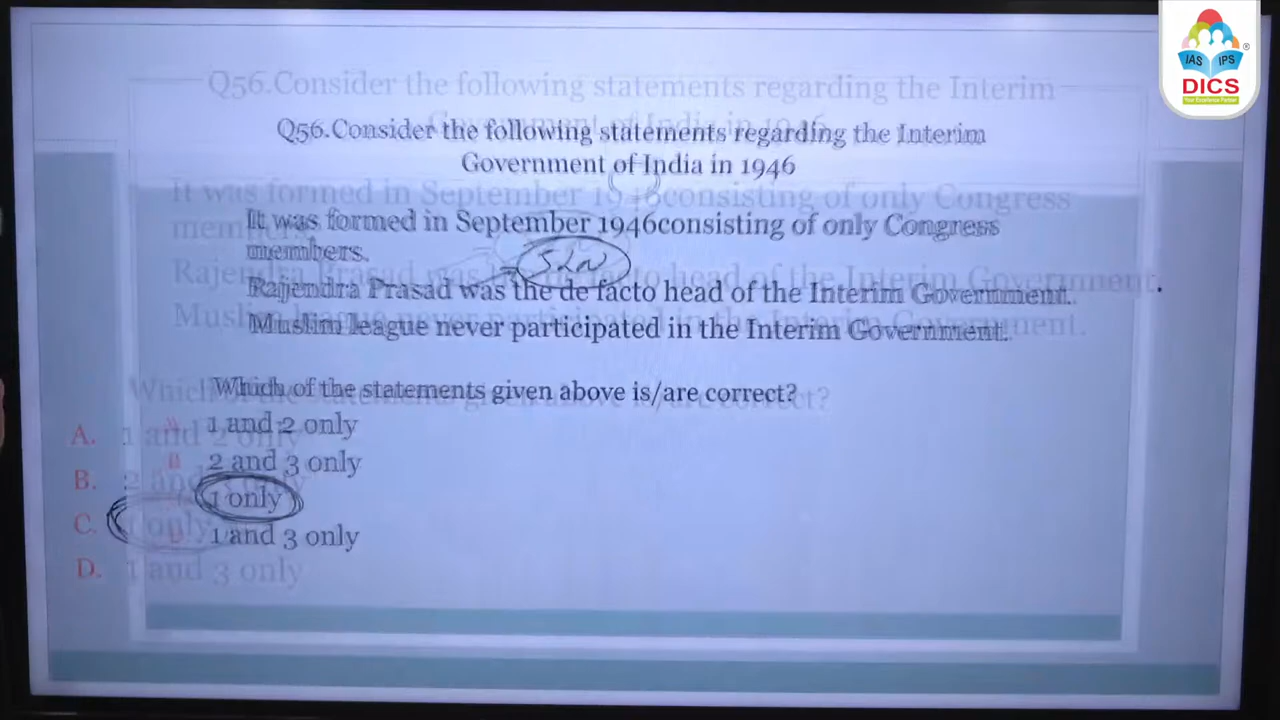 IAS IPS
DICS
Your Excellence Partner
Q56.Consider the following statements regarding the Interim
Government of India in 1946
It was formed in September 1946consisting of only Congress
members.
Rajendra Prasad was the de facto head of the Interim Government.
Muslim league never participated in the Interim Government.
Which of the statements given above is/are correct?
A. 1 and 2 only
B. 2 and 3 only
C. 1 only
D. 1 and 3 only